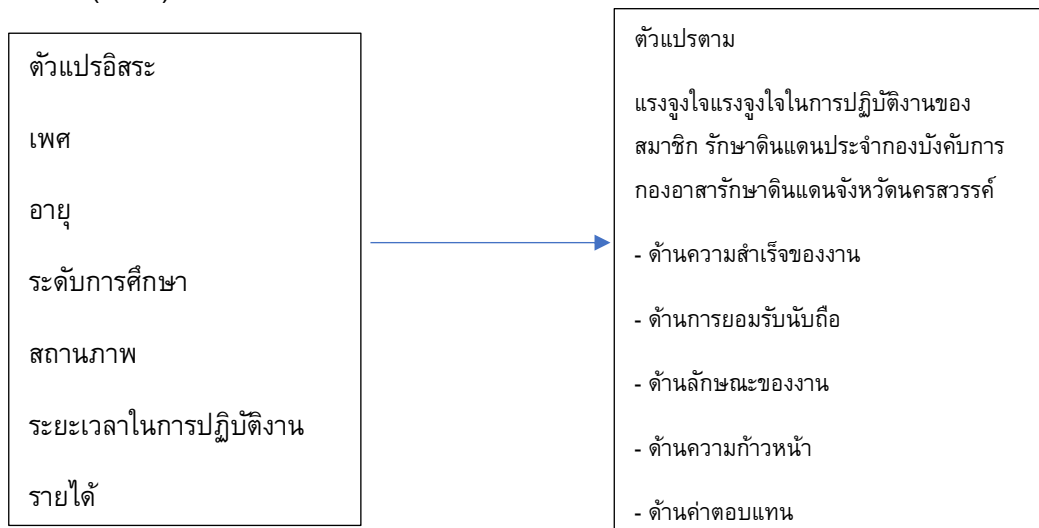 ตัวแปรอิสระ
เพศ
อายุ
ระดับการศึกษา
สถานภาพ
ระยะเวลาในการปฏิบัติงาน
รายได้
ตัวแปรตาม
แรงจูงใจแรงจูงใจในการปฏิบัติงานของ
สมาชิก รักษาดินแดนประจำกองบังคับการ
กองอาสารักษาดินแดนจังหวัดนครสวรรค์
- ด้านความสำเร็จของงาน
- ด้านการยอมรับนับถือ
- ด้านลักษณะของงาน
- ด้านความก้าวหน้า
- ด้านค่าตอบแทน